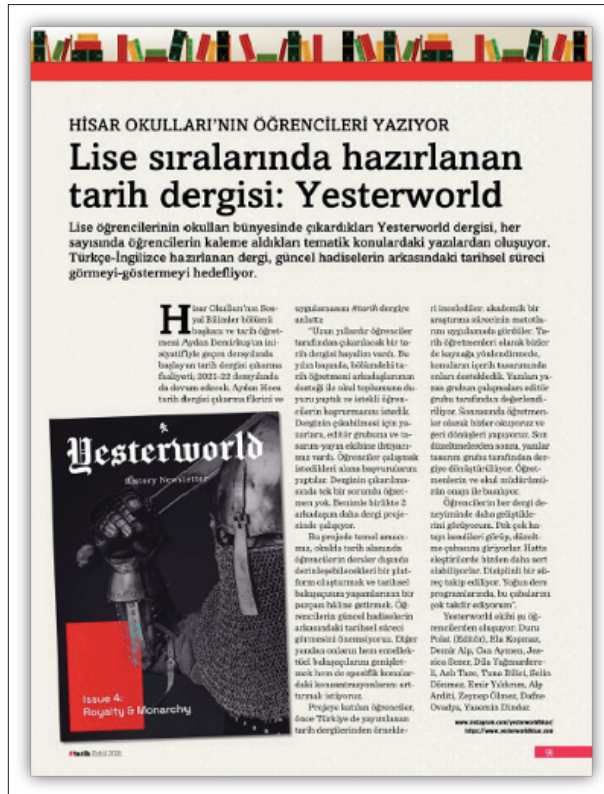 HİSAR OKULLARI'NIN ÖĞRENCİLERİ YAZIYOR
Lise sıralarında hazırlanan
tarih dergisi: Yesterworld
Lise öğrencilerinin okulları bünyesinde çıkardıkları Yesterworld dergisi, her
sayısında öğrencilerin kaleme aldıkları tematik konulardaki yazılardan oluşuyor.
Türkçe-İngilizce hazırlanan dergi, güncel hadiselerin arkasındaki tarihsel süreci
görmeyi-göstermeyi hedefliyor.
Hisar Okulları'nın Sos-
yal Bilimler bölümü
başkanı ve tarih öğret-
meni Aydan Demirkuş'un ini-
siyatifiyle geçen dersyılında
başlayan tarih dergisi çıkarma
faaliyeti; 2021-22 dersyılında
da devam edecek. Aydan Hoca
tarih dergisi çıkarma fikrini ve
Yesterworld
History Newsletter
Issue 4:
Royalty & Monarchy
uygulamasını #tarih dergiye
anlattı:
"Uzun yıllardır öğrenciler
tarafından çıkarılacak bir ta-
rih dergisi hayalim vardı. Bu
yılın başında, bölümdeki ta-
rih öğretmeni arkadaşlarımın
desteği ile okul toplumuna du-
yuru yaptık ve istekli öğren-
cilerin başvurmasını istedik.
Derginin çıkabilmesi için ya-
zarlara, editör grubuna ve ta-
sarım-yayın ekibine ihtiyacı-
mız vardı. Öğrenciler çalışmak
istedikleri alana başvurularını
yaptılar. Derginin çıkarılma-
sında tek bir sorumlu öğret-
men yok. Benimle birlikte 2
arkadaşım daha dergi proje-
sinde çalışıyor.
Bu projede temel amacı-
mız, okulda tarih alanında
öğrencilerin dersler dışında
derinleşebilecekleri bir plat-
form oluşturmak ve tarihsel
bakışaçısını yaşamlarının bir
parçası hâline getirmek. Öğ-
rencilerin güncel hadiselerin
arkasındaki tarihsel süreci
görmesini önemsiyoruz. Diğer
yandan onların hem entellek-
tüel bakışaçılarını genişlet-
mek hem de spesifik konular-
daki konsantrasyonlarını art-
tırmak istiyoruz.
Projeye katılan öğrenciler,
önce Türkiye'de yayımlanan
tarih dergilerinden örnekle-
ri incelediler; akademik bir
araştırma sürecinin metotla-
rını uygulamada gördüler. Ta-
rih öğretmenleri olarak bizler
de kaynağa yönlendirmede,
konuların içerik tasarımında
onları destekledik. Yazıları ya-
zan grubun çalışmaları editör
grubu tarafından değerlendi-
riliyor. Sonrasında öğretmen-
ler olarak bizler okuyoruz ve
geri dönüşleri yapıyoruz. Son
düzeltmelerden sonra, yazılar
tasarım grubu tarafından der-
giye dönüştürülüyor. Öğret-
menlerin ve okul müdürümü-
rün onayı ile basılıyor.
Öğrencilerin her dergi de-
neyiminde daha geliştikle-
rini görüyorum. Pek çok ha-
tayı kendileri görüp, düzelt-
me çabasına giriyorlar. Hatta
eleştirilerde bizden daha sert
olabiliyorlar. Disiplinli bir sü-
reç takip ediliyor. Yoğun ders
programlarında, bu çabalarını
çok takdir ediyorum".
Yesterworld ekibi şu öğ-
rencilerden oluşuyor: Duru
Polat (Editör), Ela Kopmaz,
Demir Alp, Can Aymen, Jes-
sica Sezer, Dila Yağmurdere-
li, Aslı Tunc, Tuna Bilici, Selin
Dönmez, Emir Yıldırım, Alp
Arditi, Zeynep Ölmez, Dafne
Ovadya, Yasemin Dindar.
www.instagram.com/yesterworldhisar/
https://www.yesterworldhisar.com
#tarih Eylül 2021